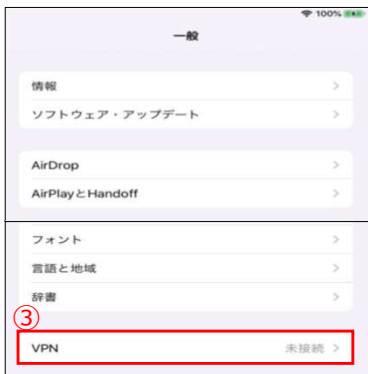 100%
一般
情報
ソフトウェア・アップデート
AirDrop
AirPlayとHandoff
フォント
言語と地域
辞書
③
VPN 未接続